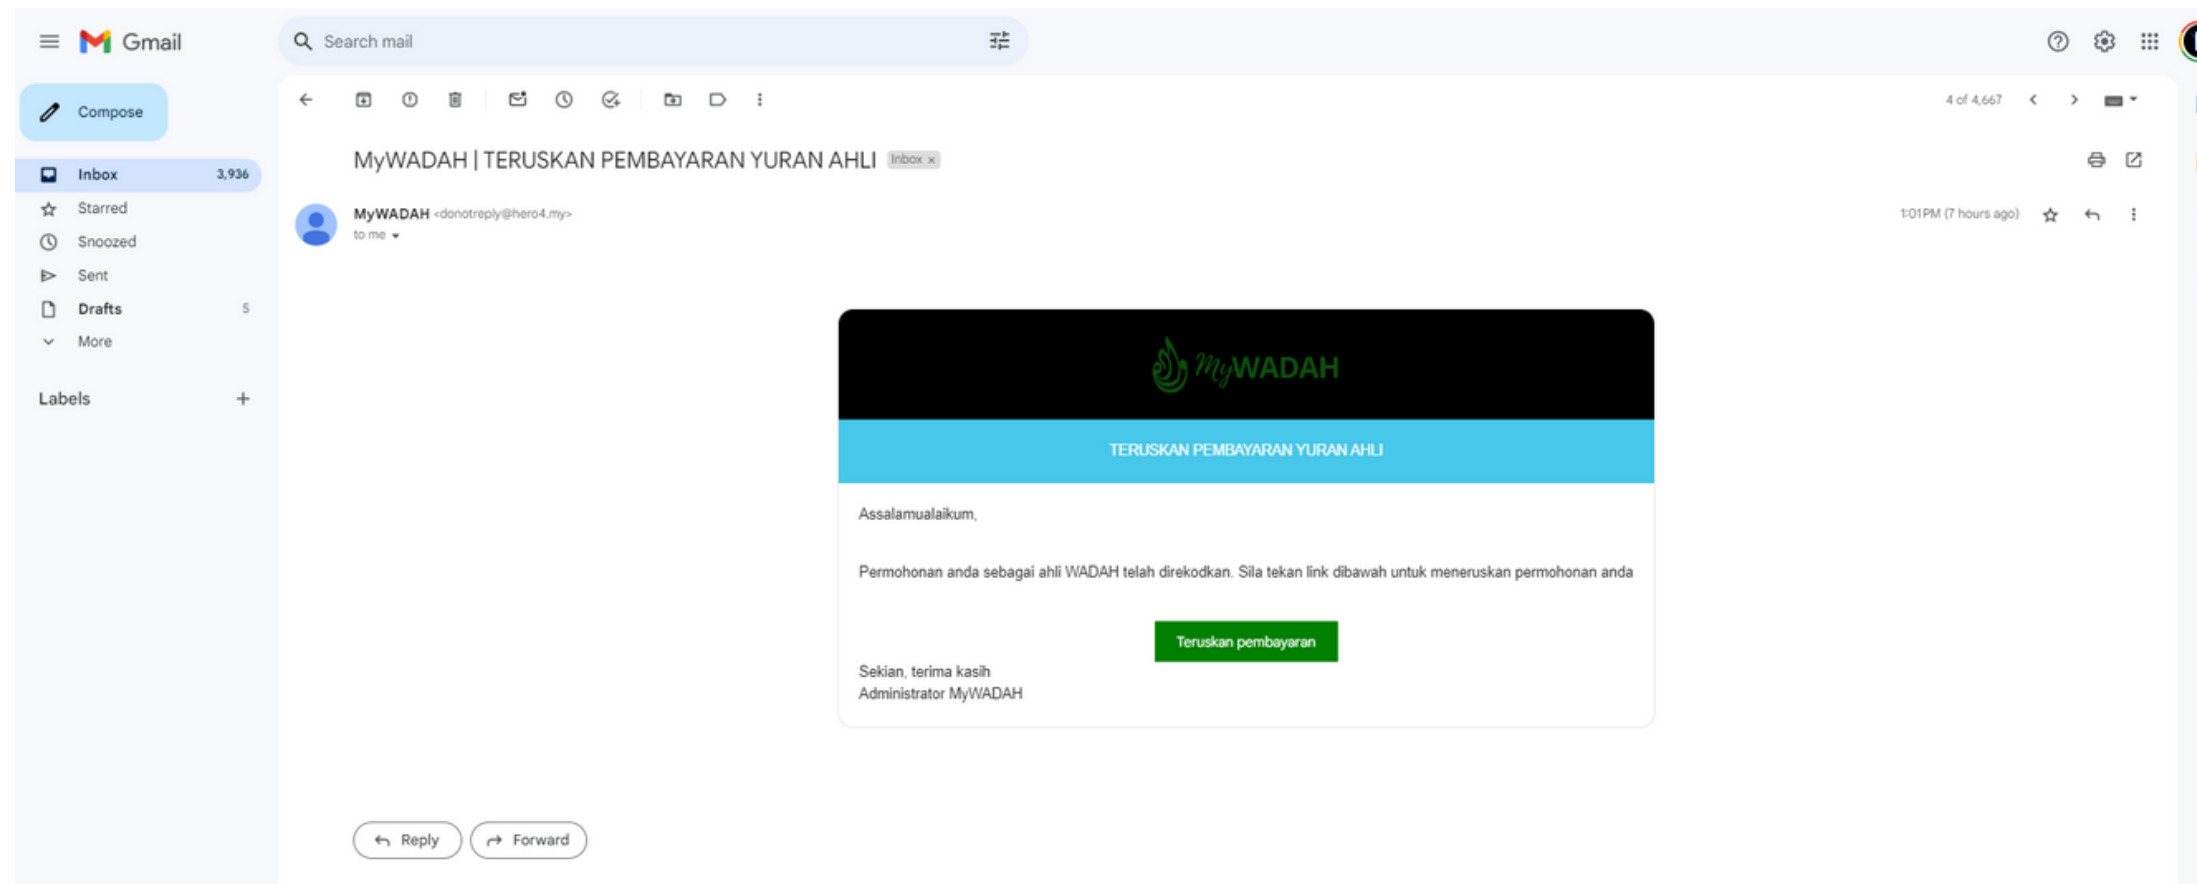 Gmail
Search mail
Compose
4 of 4,667
MyWADAH | TERUSKAN PEMBAYARAN YURAN AHLI Inbox x
Inbox 3,936
Starred
Snoozed
Sent
Drafts 5
More
Labels +
MyWADAH <donotreply@hero4.my>
to me
1:01 PM (7 hours ago)
MyWADAH
TERUSKAN PEMBAYARAN YURAN AHLI
Assalamualaikum,
Permohonan anda sebagai ahli WADAH telah direkodkan. Sila tekan link dibawah untuk meneruskan permohonan anda
Teruskan pembayaran
Sekian, terima kasih
Administrator MyWADAH
Reply
Forward